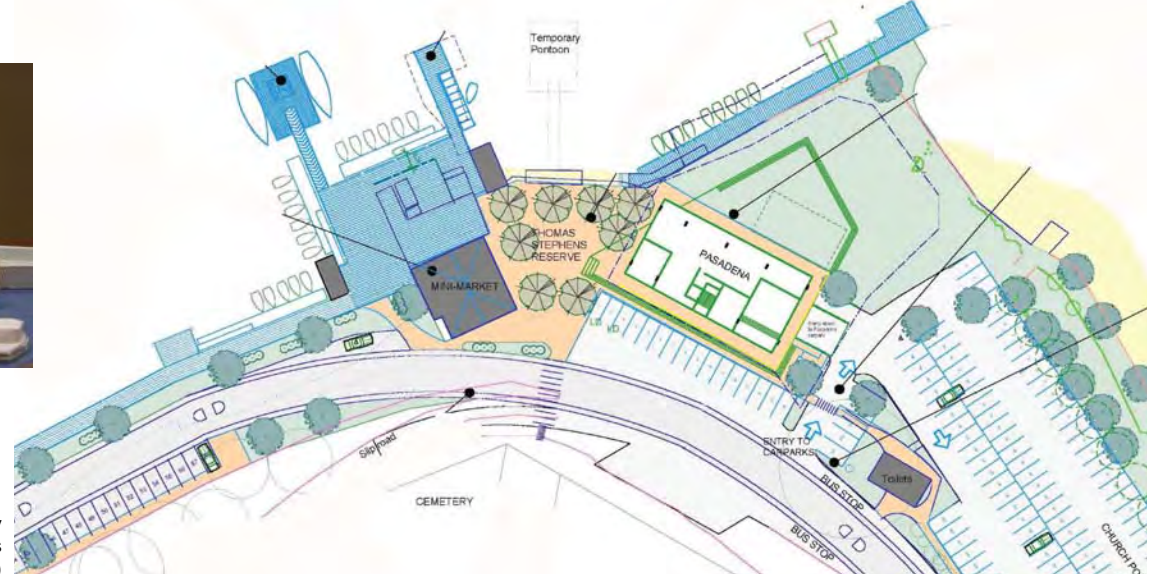 Temporary
Pontoon
THOMAS
STEPHENS
RESERVE
PASADENA
MINI-MARKET
Slip road
CEMETERY
ENTRY TO
CARPARKS
Toilets
BUS STOP
BUS STOP
CHURCH PO